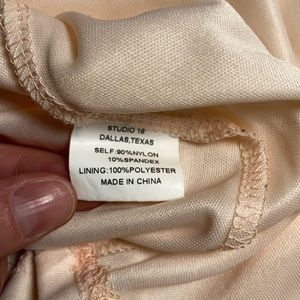 STUDIO 18
DALLAS,TEXAS
SELF:90%NYLON
10%SPANDEX
LINING:100%POLYESTER
MADE IN CHINA